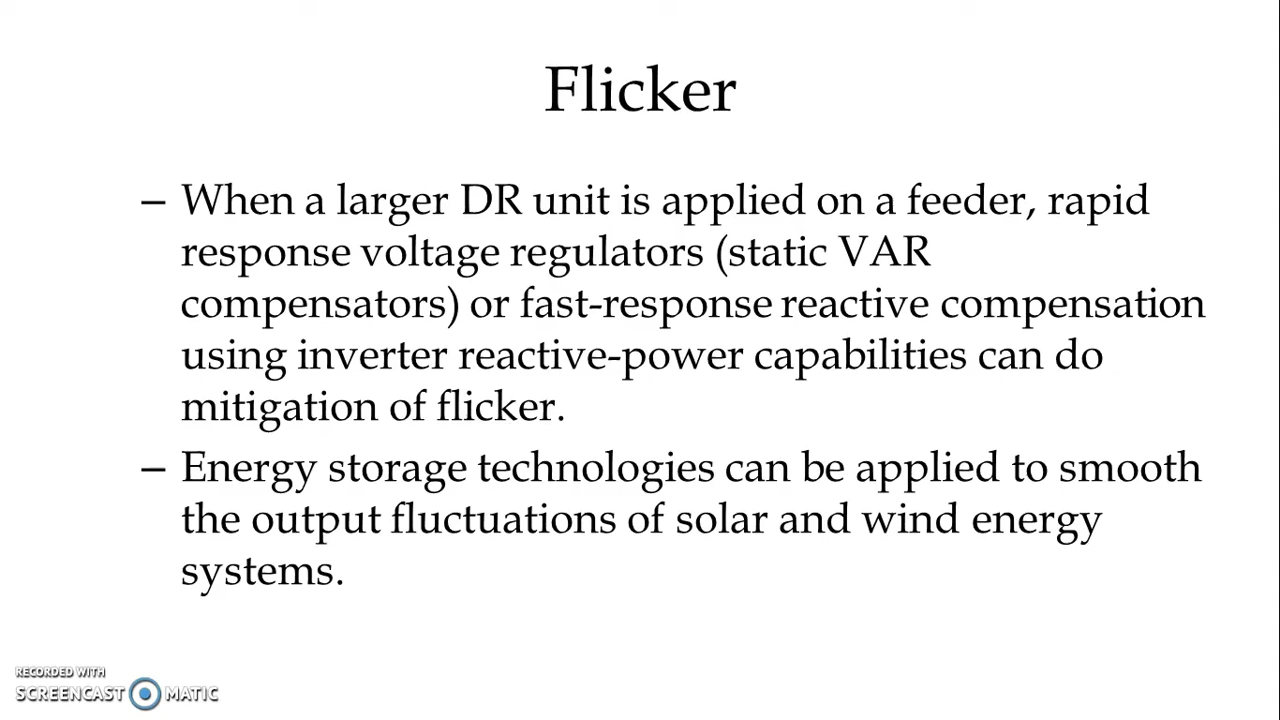 Flicker
– When a larger DR unit is applied on a feeder, rapid
response voltage regulators (static VAR
compensators) or fast-response reactive compensation
using inverter reactive-power capabilities can do
mitigation of flicker.
– Energy storage technologies can be applied to smooth
the output fluctuations of solar and wind energy
systems.
RECORDED WITH
SCREENCAST MATIC